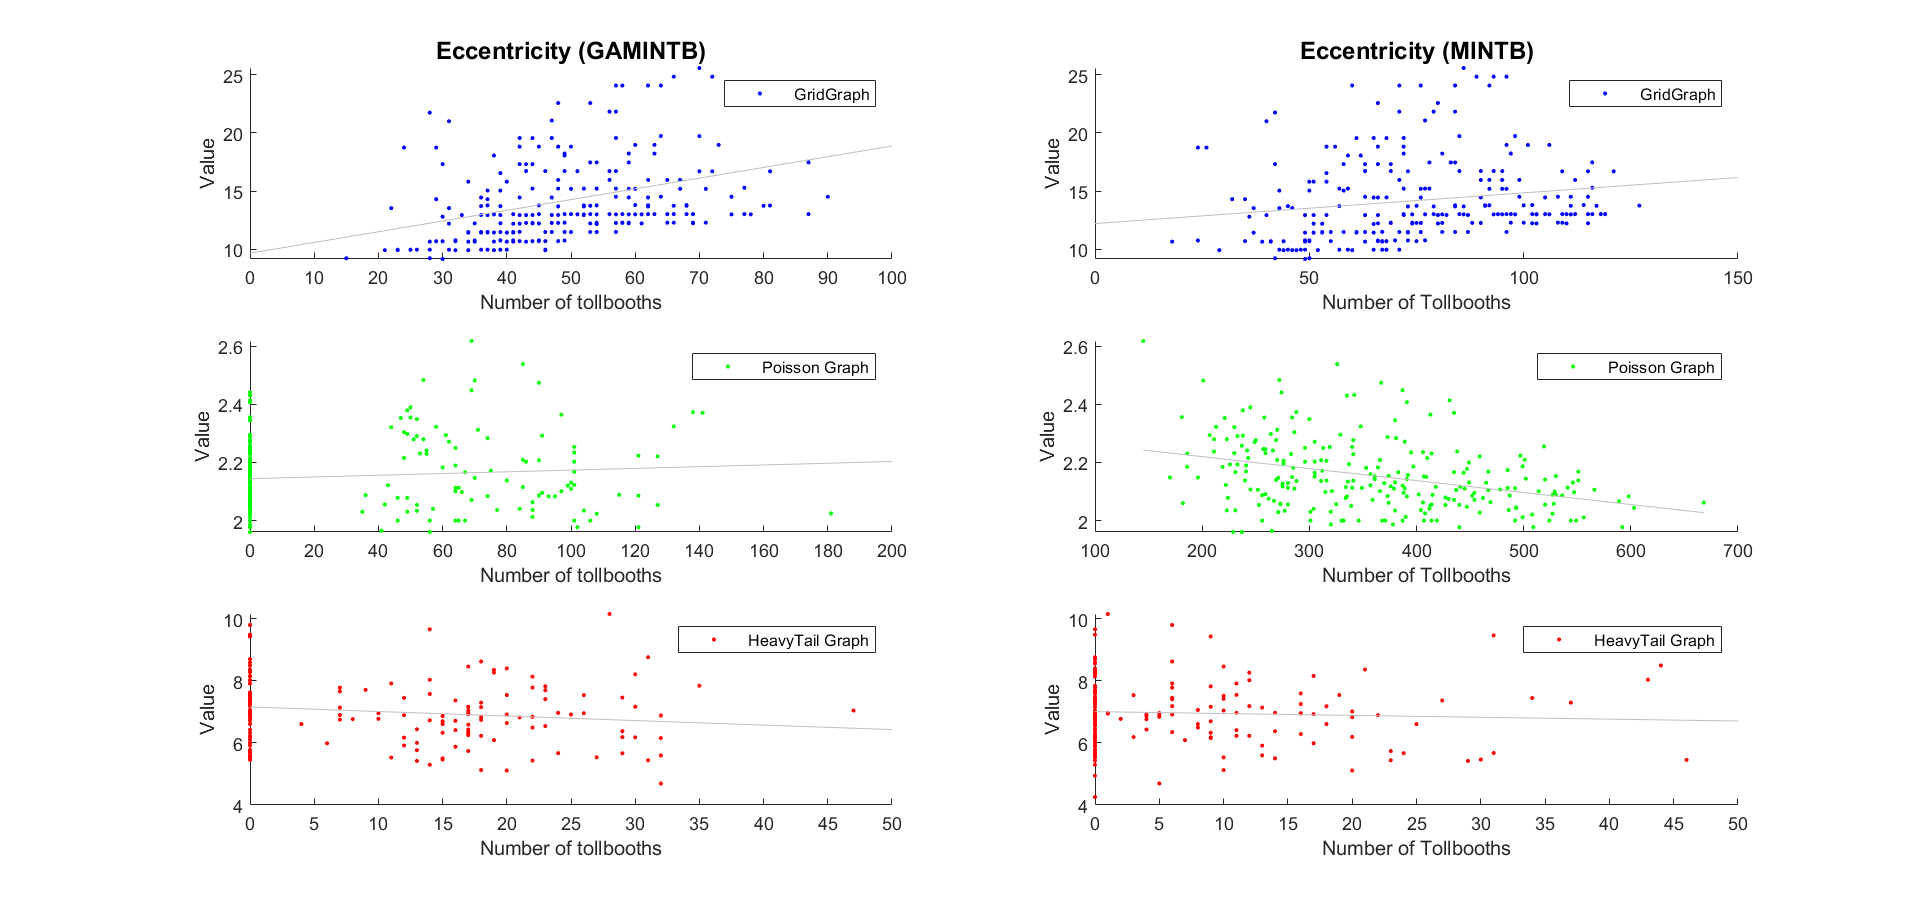 Eccentricity (GAMINTB)
25
20
15
10
Value
GridGraph
0 10 20 30 40 50 60 70 80 90 100
Number of tollbooths
Eccentricity (MINTB)
25
20
15
10
Value
GridGraph
0 50 100 150
Number of Tollbooths
2.6
2.4
2.2
2
Value
Poisson Graph
0 20 40 60 80 100 120 140 160 180 200
Number of tollbooths
2.6
2.4
2.2
2
Value
Poisson Graph
100 200 300 400 500 600 700
Number of Tollbooths
10
8
6
4
Value
HeavyTail Graph
0 5 10 15 20 25 30 35 40 45 50
Number of tollbooths
10
8
6
4
Value
HeavyTail Graph
0 5 10 15 20 25 30 35 40 45 50
Number of Tollbooths